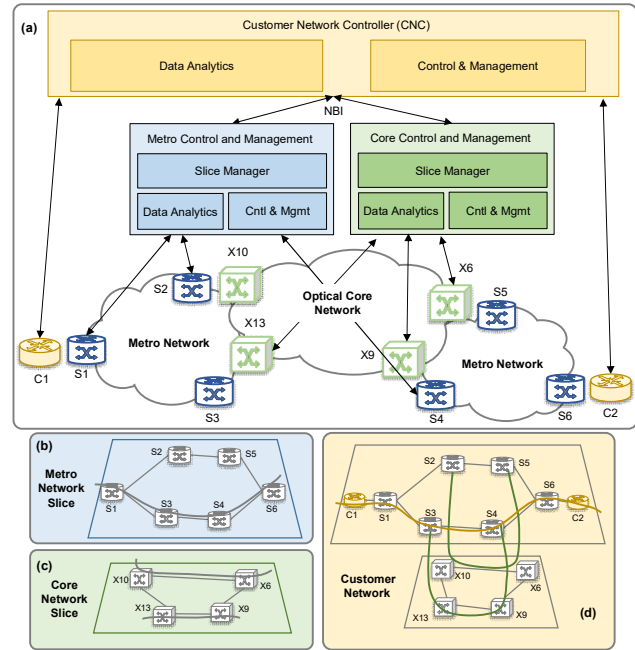 (a)
Customer Network Controller (CNC)
Data Analytics
Control & Management
NBI
Metro Control and Management
Slice Manager
Data Analytics
Cntl & Mgmt
Core Control and Management
Slice Manager
Data Analytics
Cntl & Mgmt
X10
X6
S2
S5
Optical Core
Network
X13
X9
Metro Network
Metro Network
C1
S1
S3
S4
S6
C2
(b)
Metro
Network
Slice
S2
S5
S1
S3
S4
S6
(c)
Core
Network
Slice
X10
X6
X13
X9
S2
S5
S6
C1
S1
S3
S4
C2
Customer
Network
X10
X6
X13
X9
(d)